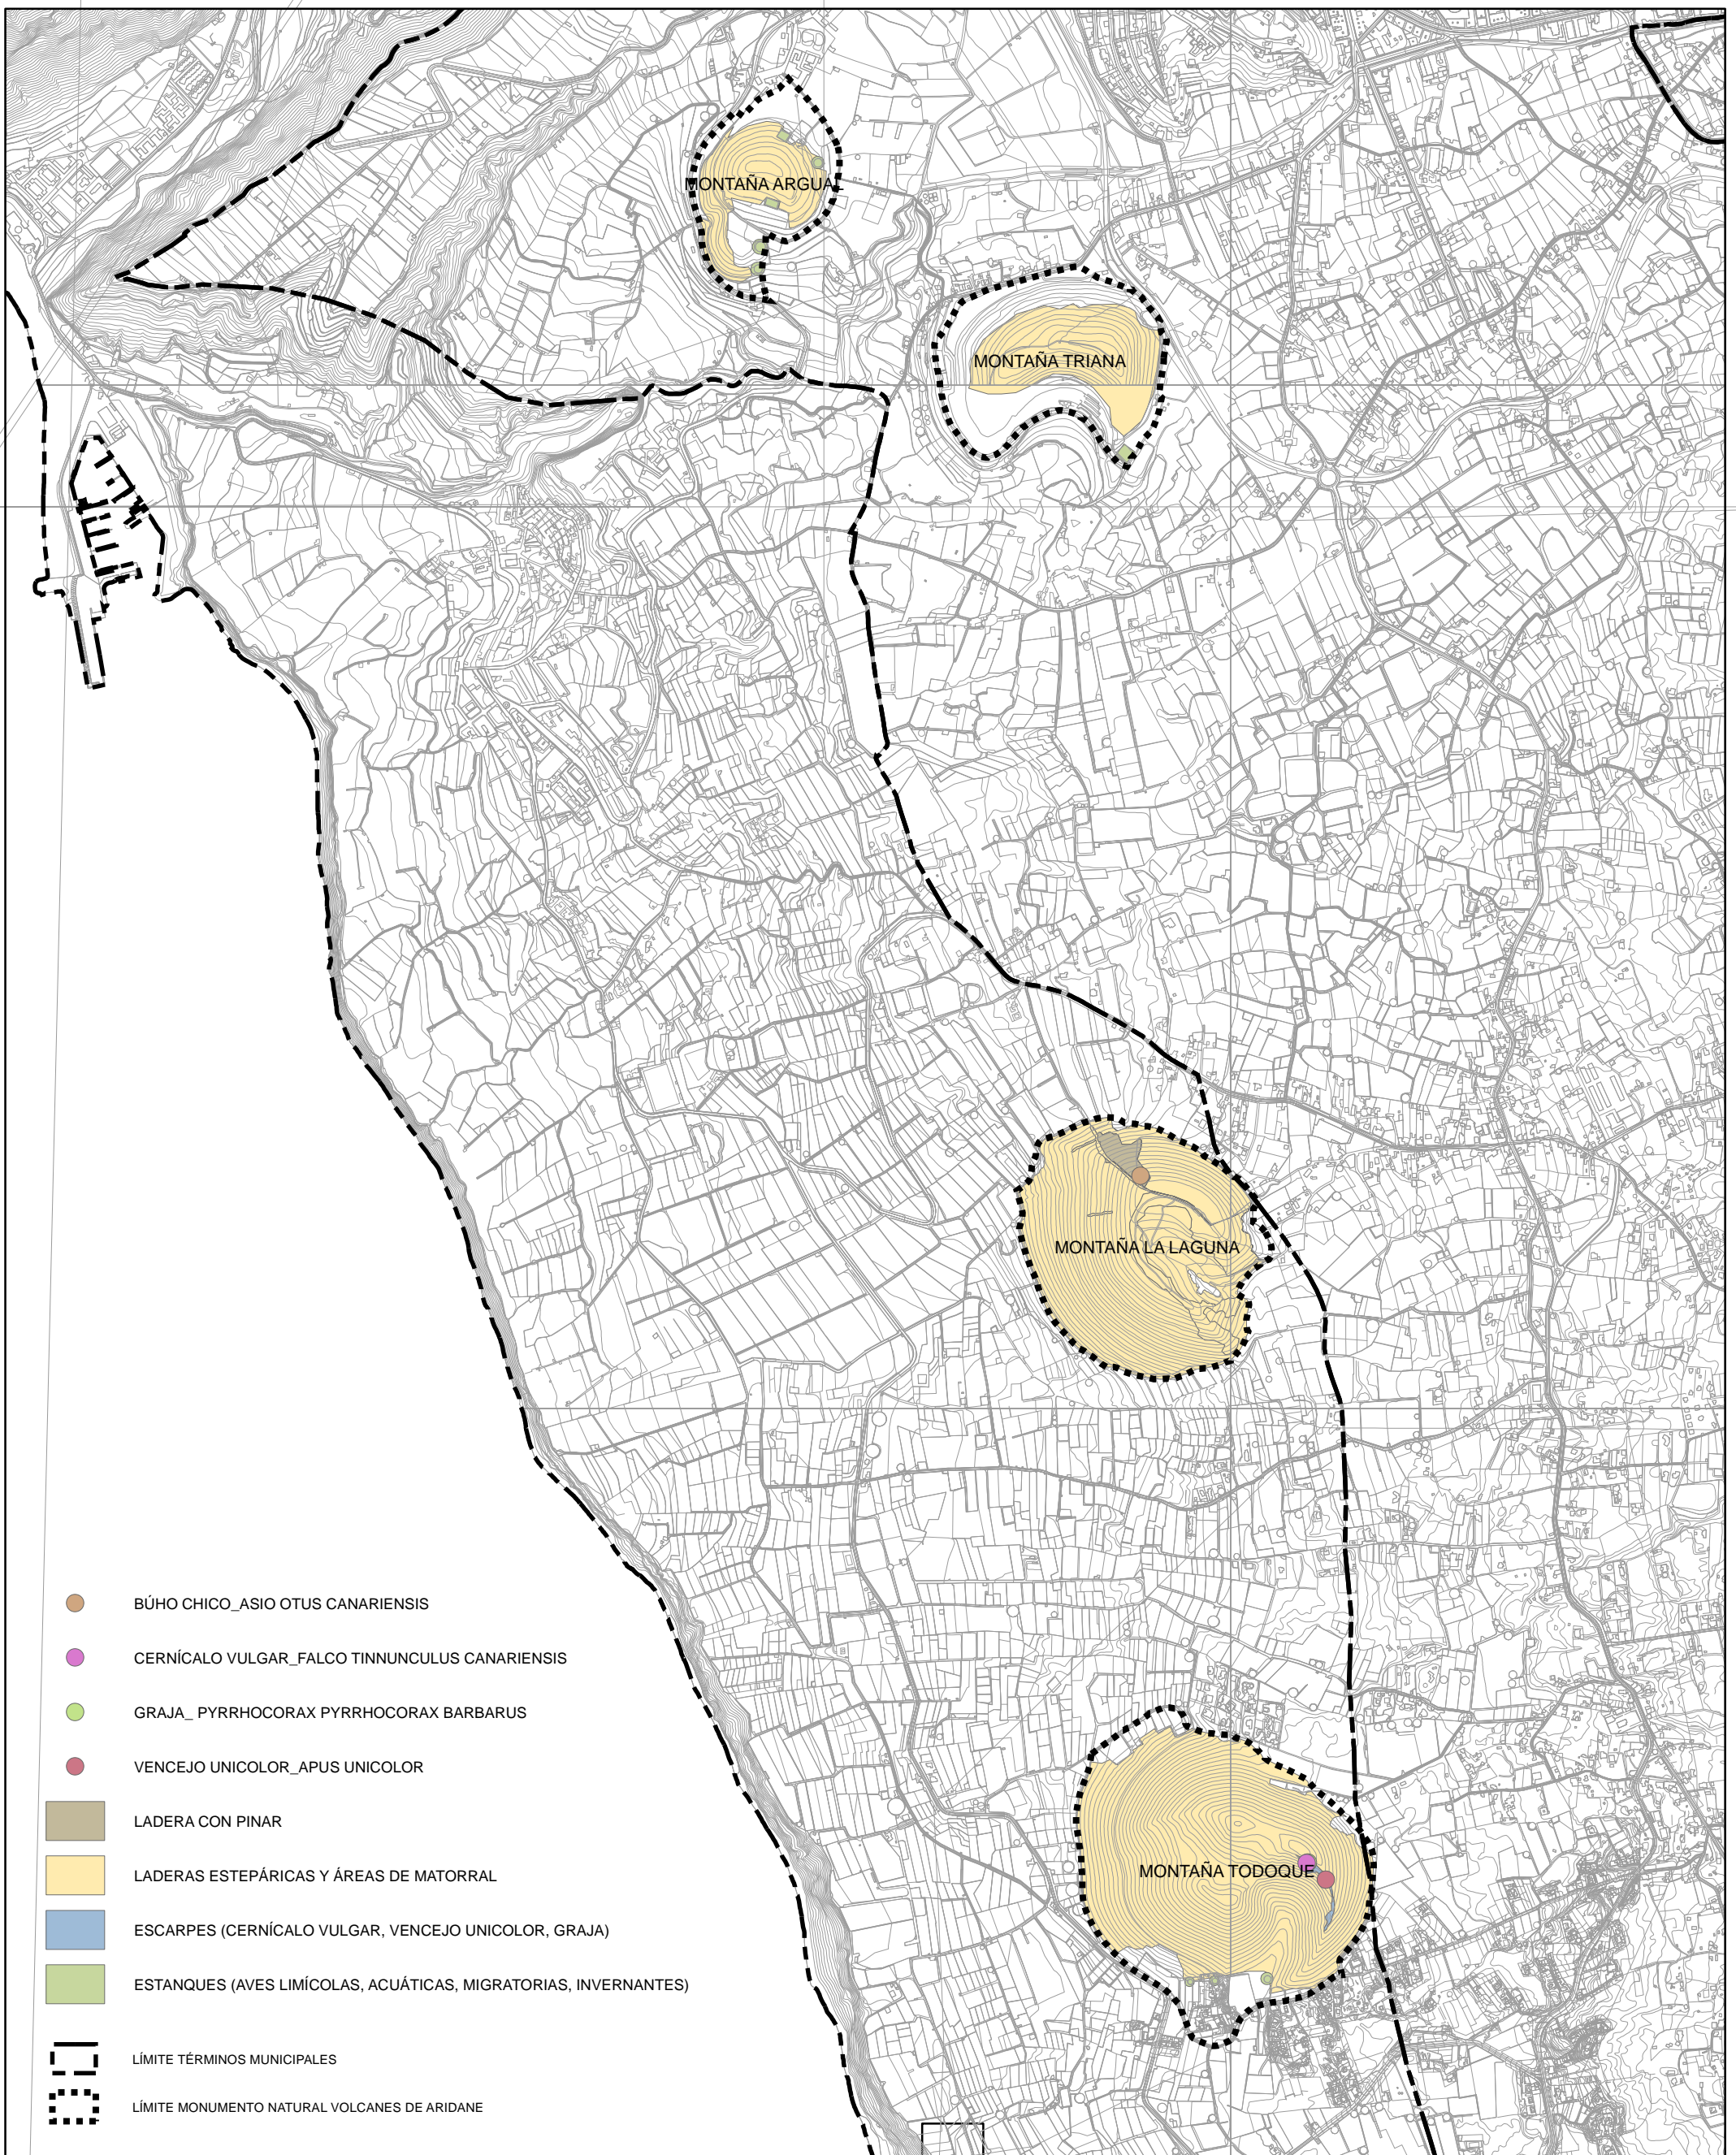 MONTAÑA ARGUAL
MONTAÑA TRIANA
MONTAÑA LA LAGUNA
MONTAÑA TODOQUE
BÚHO CHICO_ASIO OTUS CANARIENSIS
CERNÍCALO VULGAR_FALCO TINNUNCULUS CANARIENSIS
GRAJA_ PYRRHOCORAX PYRRHOCORAX BARBARUS
VENCEJO UNICOLOR_APUS UNICOLOR
LADERA CON PINAR
LADERAS ESTEPÁRICAS Y ÁREAS DE MATORRAL
ESCARPES (CERNÍCALO VULGAR, VENCEJO UNICOLOR, GRAJA)
ESTANQUES (AVES LIMÍCOLAS, ACUÁTICAS, MIGRATORIAS, INVERNANTES)
LÍMITE TÉRMINOS MUNICIPALES
LÍMITE MONUMENTO NATURAL VOLCANES DE ARIDANE